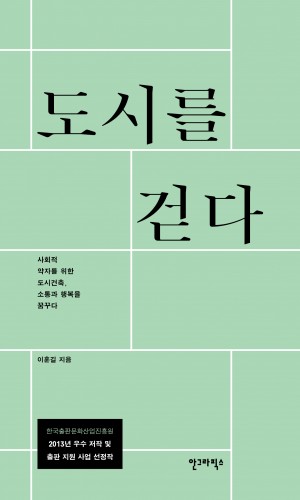 도시를
걷다
사회적
약자를 위한
도시건축,
소통과 행복을
꿈꾸다
이훈길 지음
한국출판문화산업진흥원
2013년 우수 저작 및
출판 지원 사업 선정작
안그라픽스